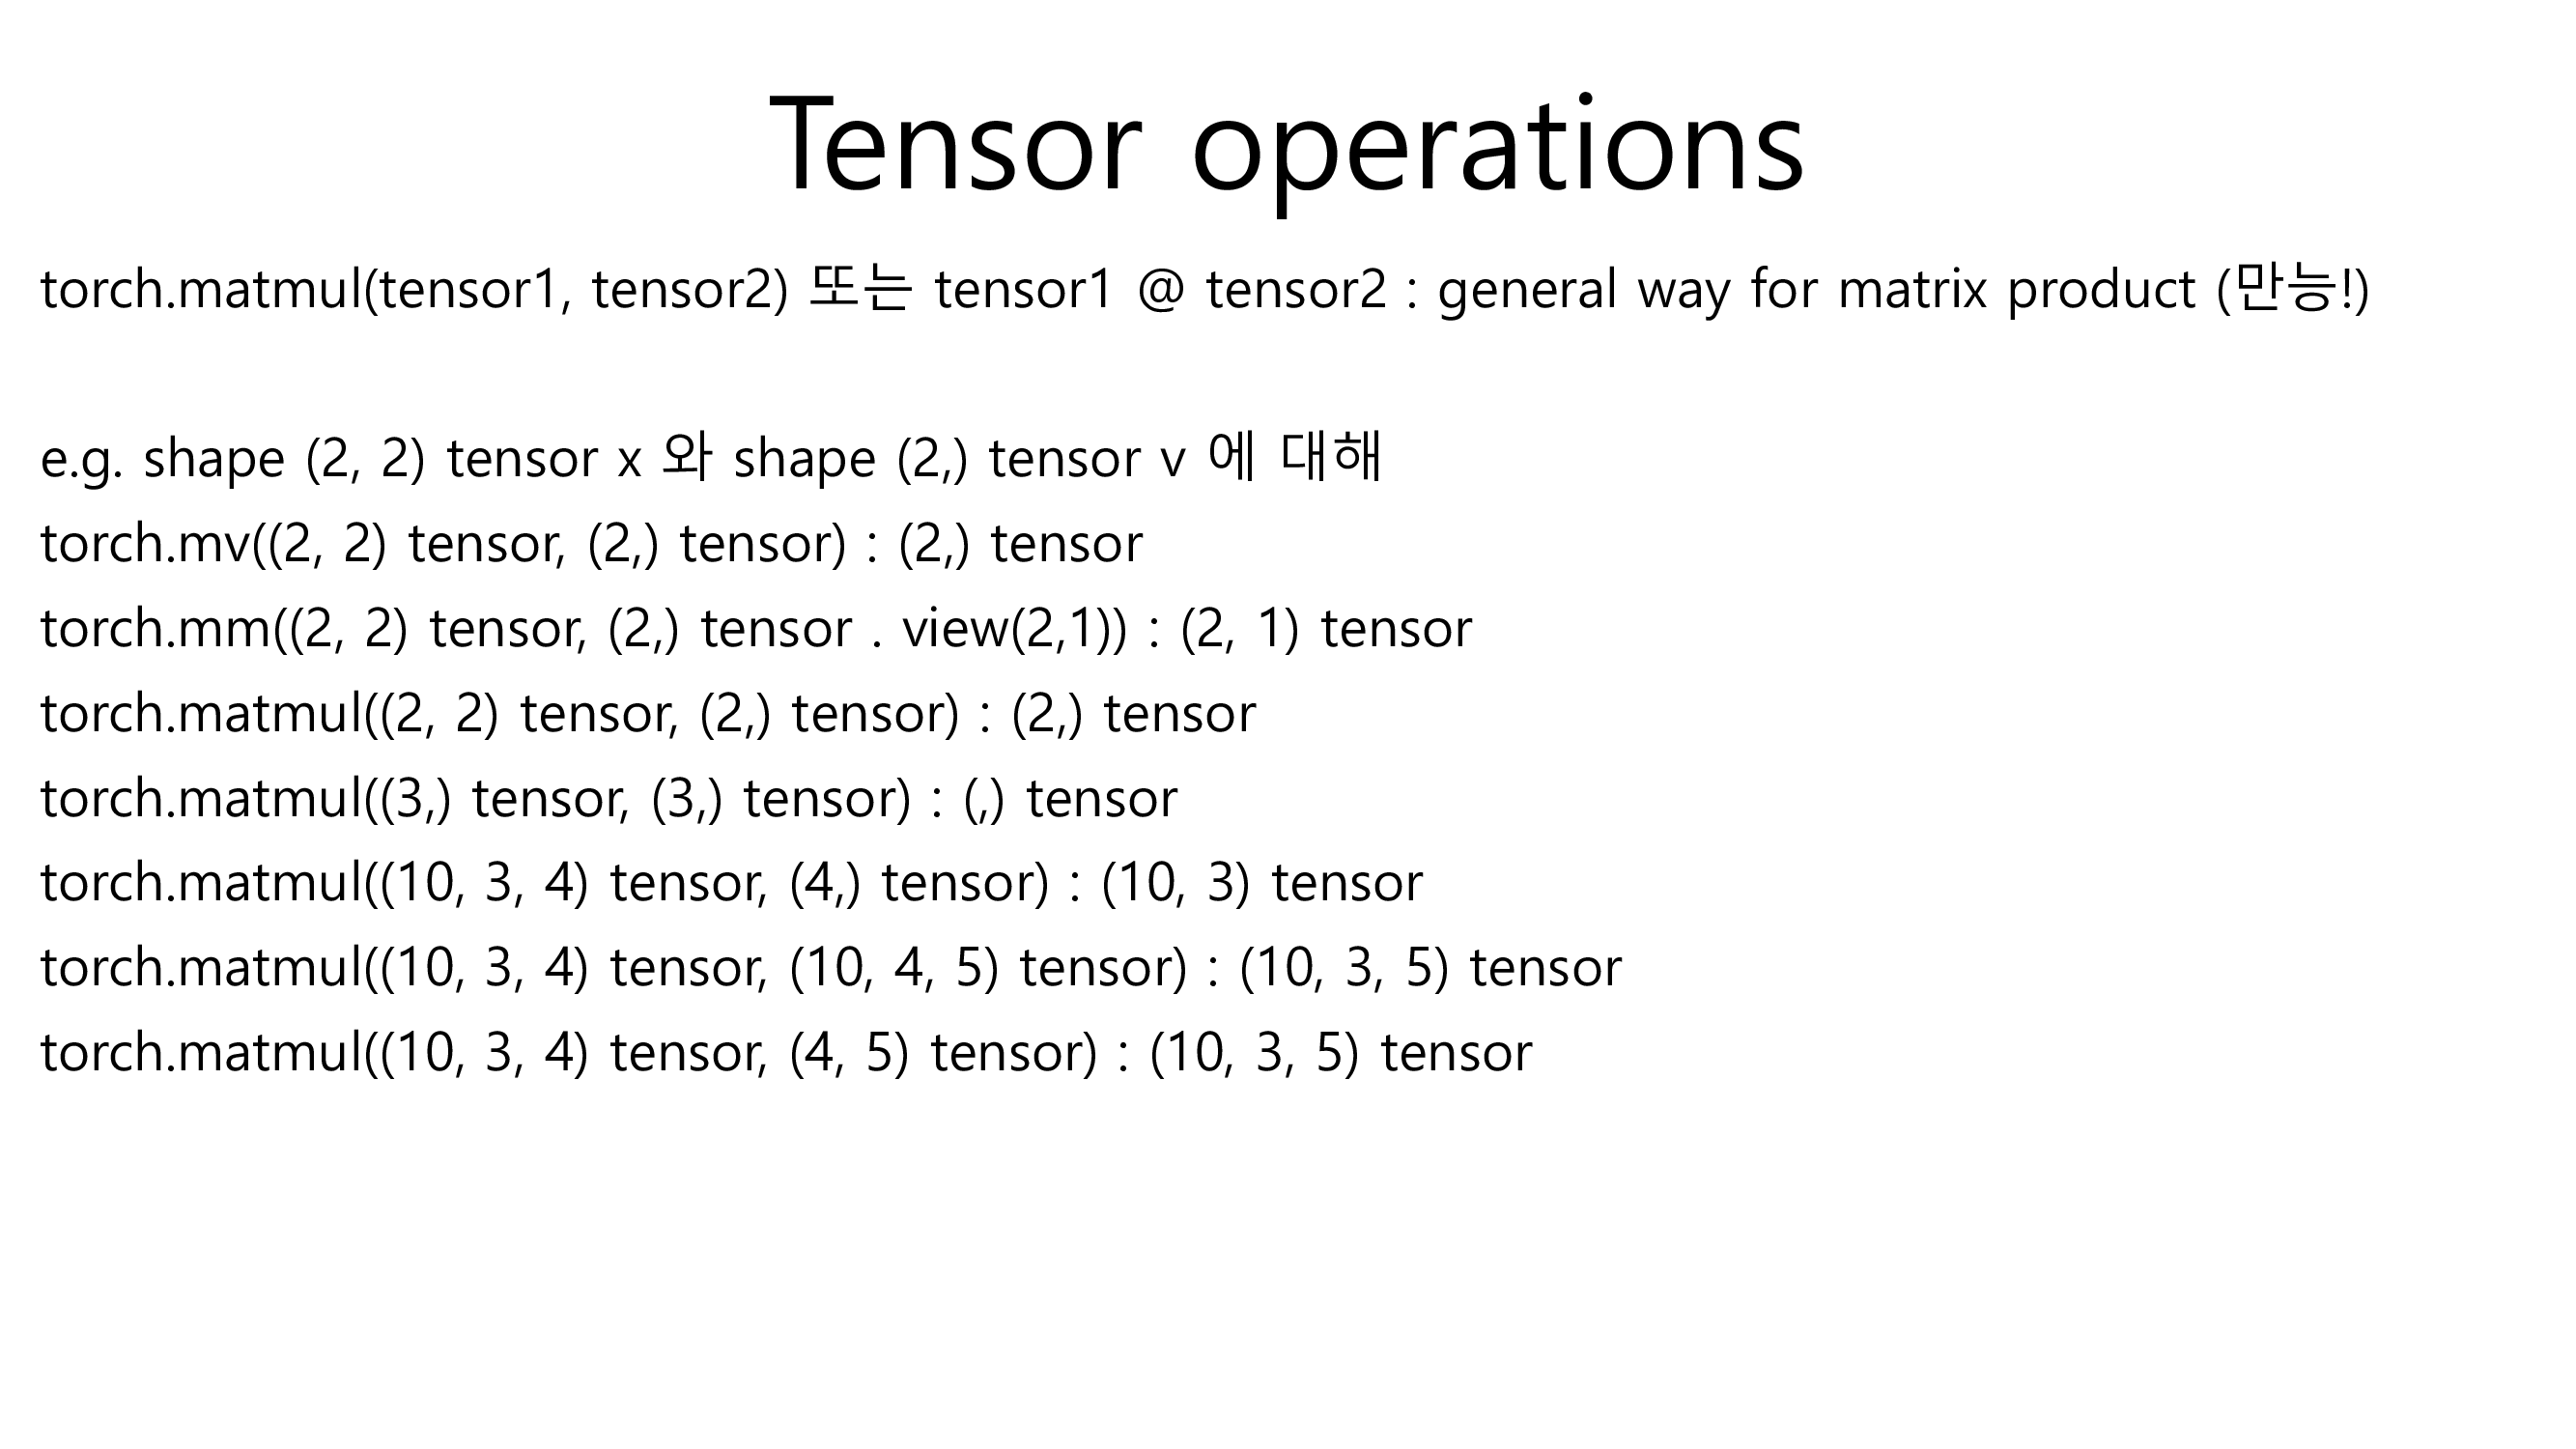 Tensor operations
torch.matmul(tensor1, tensor2) 또는 tensor1 @ tensor2 : general way for matrix product (만능!)
e.g. shape (2, 2) tensor x 와 shape (2,) tensor v 에 대해
torch.mv((2, 2) tensor, (2,) tensor) : (2,) tensor
torch.mm((2, 2) tensor, (2,) tensor . view(2,1)) : (2, 1) tensor
torch.matmul((2, 2) tensor, (2,) tensor) : (2,) tensor
torch.matmul((3,) tensor, (3,) tensor) : (,) tensor
torch.matmul((10, 3, 4) tensor, (4,) tensor) : (10, 3) tensor
torch.matmul((10, 3, 4) tensor, (10, 4, 5) tensor) : (10, 3, 5) tensor
torch.matmul((10, 3, 4) tensor, (4, 5) tensor) : (10, 3, 5) tensor